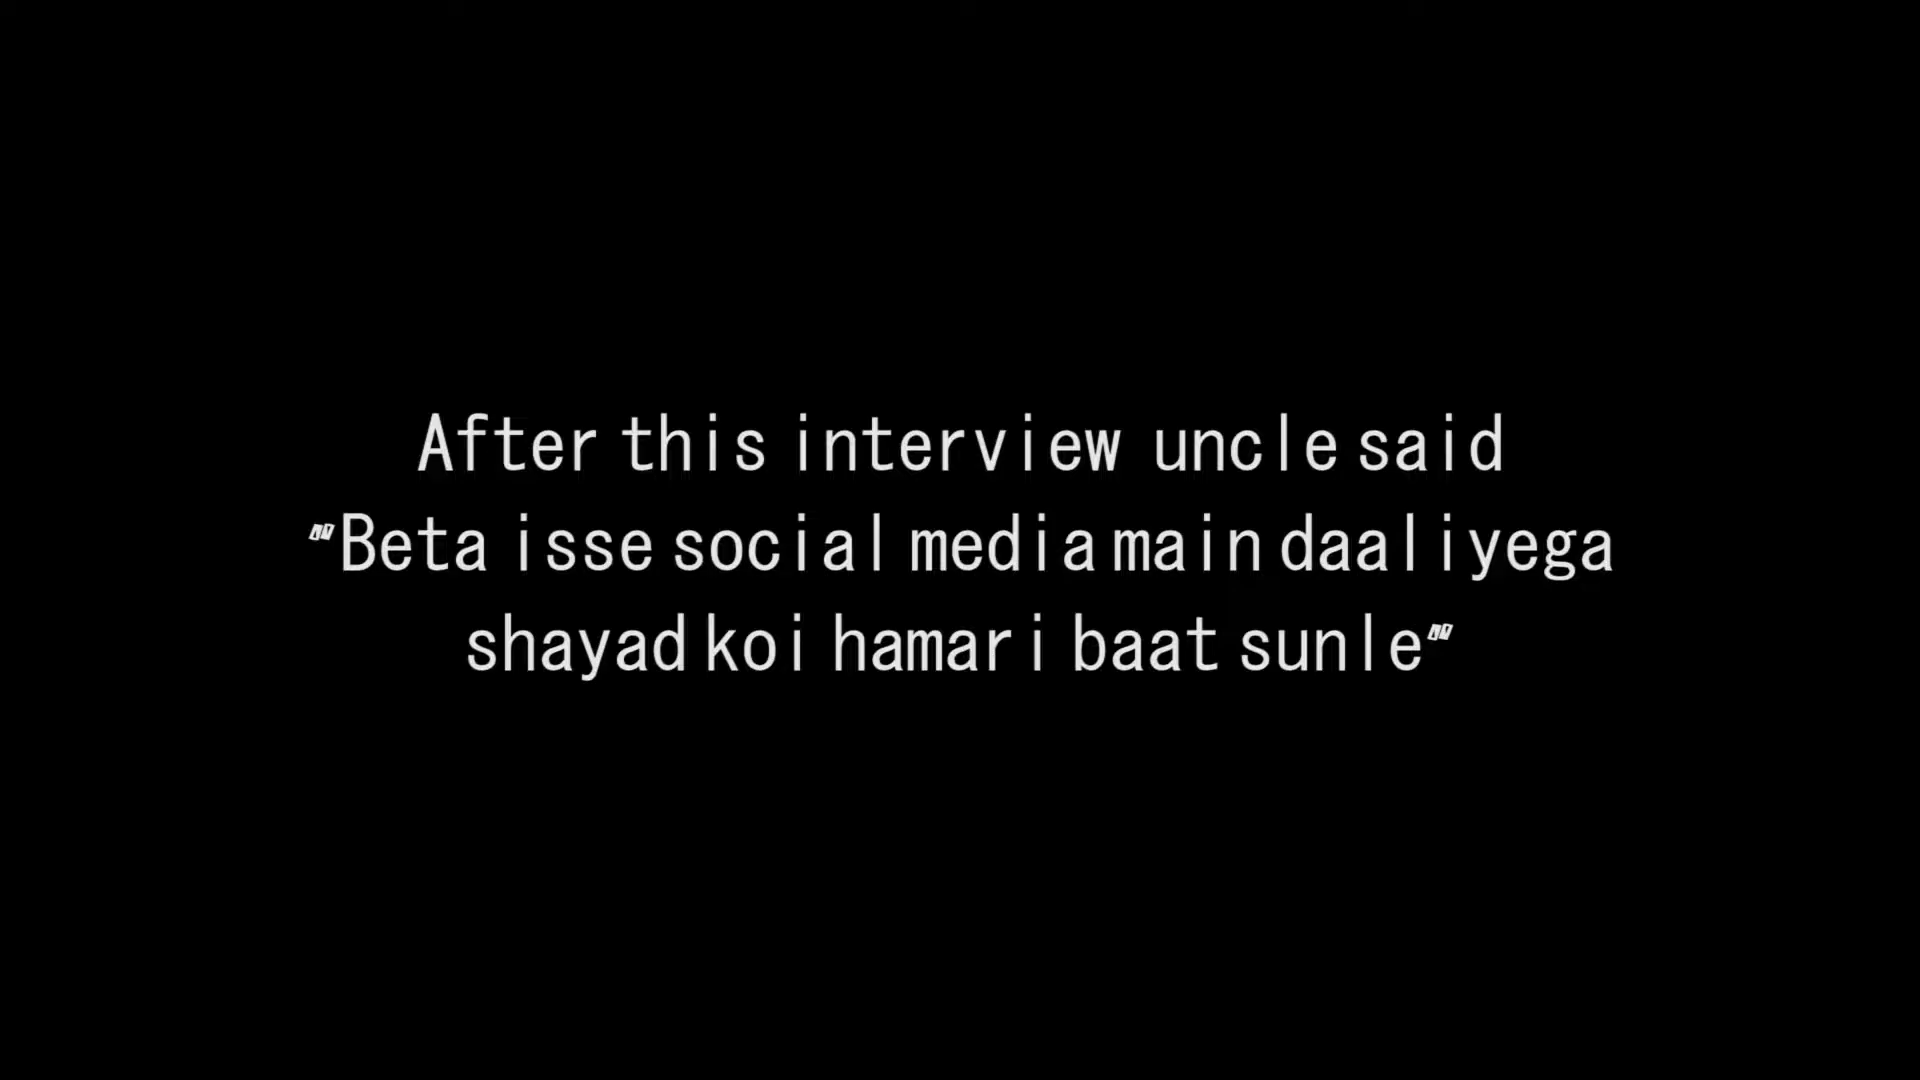 After this interview uncle said
"Beta isse social media main daaliyega
shayad koi hamari baat sunle"